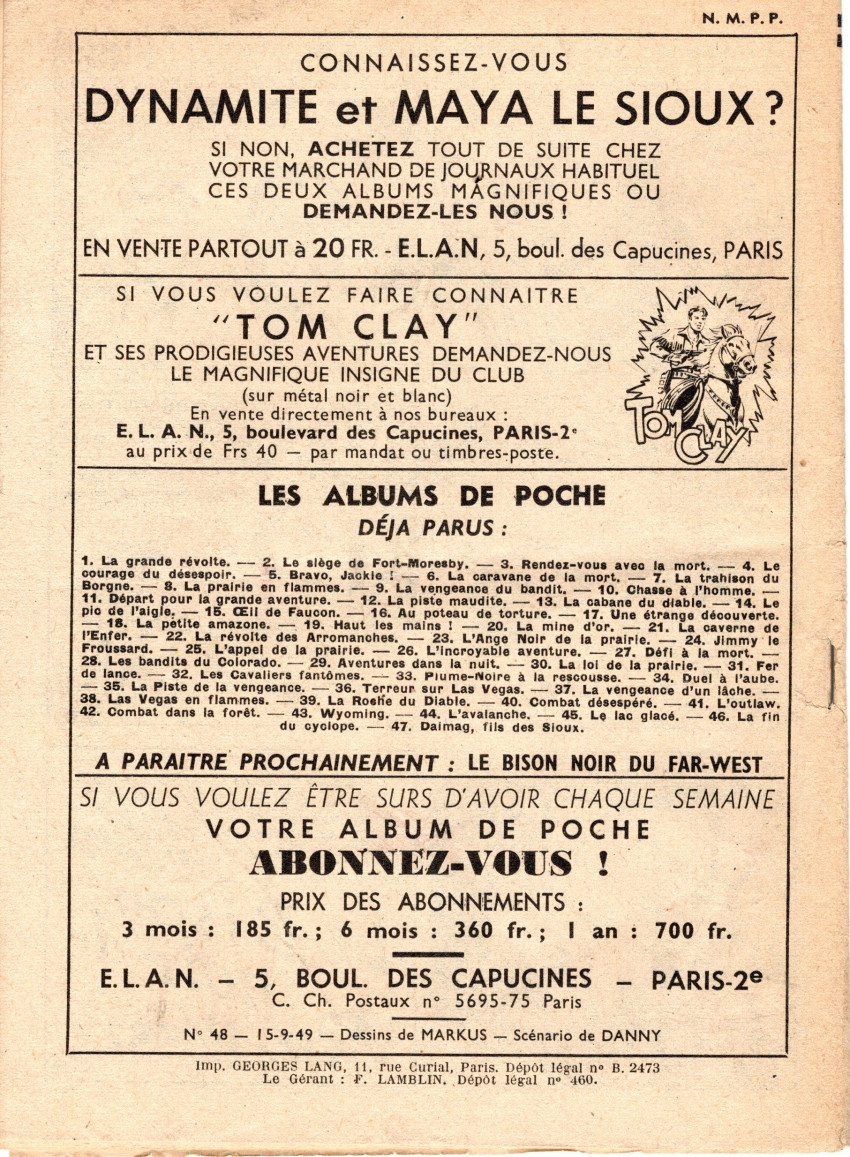 N. M. P. P.
CONNAISSEZ-VOUS
DYNAMITE et MAYA LE SIOUX ?
SI NON, ACHETEZ TOUT DE SUITE CHEZ
VOTRE MARCHAND DE JOURNAUX HABITUEL
CES DEUX ALBUMS MAGNIFIQUES OU
DEMANDEZ-LES NOUS !
EN VENTE PARTOUT à 20 FR. - E.L.A.N, 5, boul. des Capucines, PARIS
SI VOUS VOULEZ FAIRE CONNAITRE
"TOM CLAY"
ET SES PRODIGIEUSES AVENTURES DEMANDEZ-NOUS
LE MAGNIFIQUE INSIGNE DU CLUB
(sur métal noir et blanc)
En vente directement à nos bureaux :
E. L. A. N., 5, boulevard des Capucines, PARIS-2e
au prix de Frs 40 — par mandat ou timbres-poste.
TOM CLAY
LES ALBUMS DE POCHE
DÉJA PARUS :
1. La grande révolte. — 2. Le siège de Fort-Moresby. — 3. Rendez-vous avec la mort. — 4. Le
courage du désespoir. — 5. Bravo, Jackie ! — 6. La caravane de la mort. — 7. La trahison du
Borgne. — 8. La prairie en flammes. — 9. La vengeance du bandit. — 10. Chasse à l'homme. —
11. Départ pour la grande aventure. — 12. La piste maudite. — 13. La cabane du diable. — 14. Le
pic de l'aigle. — 15. Œil de Faucon. — 16. Au poteau de torture. — 17. Une étrange découverte.
— 18. La petite amazone. — 19. Haut les mains ! — 20. La mine d'or. — 21. La caverne de
l'Enfer. — 22. La révolte des Arromanches. — 23. L'Ange Noir de la prairie. — 24. Jimmy le
Froussard. — 25. L'appel de la prairie. — 26. L'incroyable aventure. — 27. Défi à la mort. —
28. Les bandits du Colorado. — 29. Aventures dans la nuit. — 30. La loi de la prairie. — 31. Fer
de lance. — 32. Les Cavaliers fantômes. — 33. Plume-Noire à la rescousse. — 34. Duel à l'aube.
— 35. La Piste de la vengeance. — 36. Terreur sur Las Vegas. — 37. La vengeance d'un lâche. —
38. Las Vegas en flammes. — 39. La Roche du Diable. — 40. Combat désespéré. — 41. L'outlaw.
42. Combat dans la forêt. — 43. Wyoming. — 44. L'avalanche. — 45. Le lac glacé. — 46. La fin
du cyclope. — 47. Daimag, fils des Sioux.
A PARAITRE PROCHAINEMENT : LE BISON NOIR DU FAR-WEST
SI VOUS VOULEZ ÊTRE SURS D'AVOIR CHAQUE SEMAINE
VOTRE ALBUM DE POCHE
ABONNEZ-VOUS !
PRIX DES ABONNEMENTS :
3 mois : 185 fr. ; 6 mois : 360 fr. ; 1 an : 700 fr.
E. L. A. N. — 5, BOUL. DES CAPUCINES — PARIS-2e
C. Ch. Postaux n° 5695-75 Paris
N° 48 — 15-9-49 — Dessins de MARKUS — Scénario de DANNY
Imp. GEORGES LANG, 11, rue Curial, Paris. Dépôt légal n° B. 2473
Le Gérant : F. LAMBLIN. Dépôt légal n° 460.